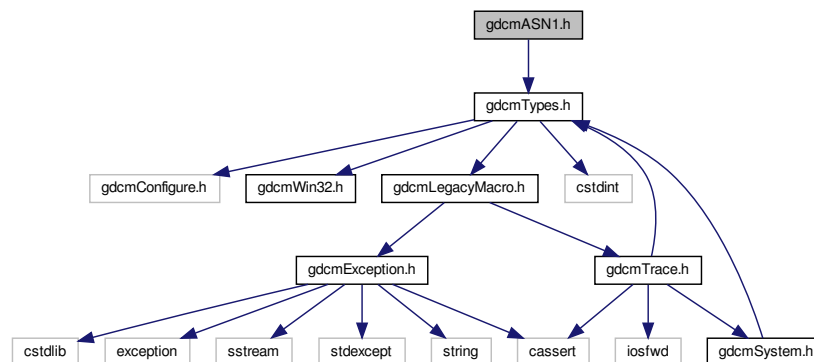 gdcmASN1.h
gdcmTypes.h
gdcmConfigure.h
gdcmWin32.h
gdcmLegacyMacro.h
cstdint
gdcmException.h
gdcmTrace.h
cstdlib
exception
sstream
stdexcept
string
cassert
iosfwd
gdcmSystem.h